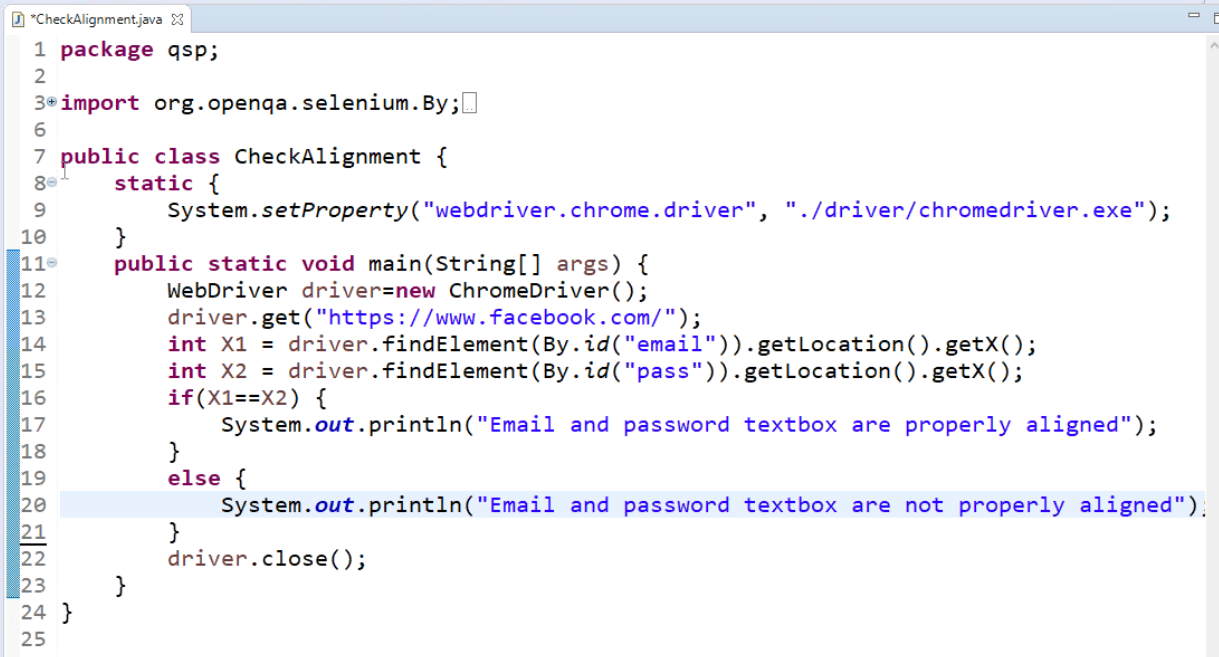 *CheckAlignment.java
1 package qsp;
2
3 import org.openqa.selenium.By;
6
7 public class CheckAlignment {
8     static {
9         System.setProperty("webdriver.chrome.driver", "./driver/chromedriver.exe");
10     }
11     public static void main(String[] args) {
12         WebDriver driver=new ChromeDriver();
13         driver.get("https://www.facebook.com/");
14         int X1 = driver.findElement(By.id("email")).getLocation().getX();
15         int X2 = driver.findElement(By.id("pass")).getLocation().getX();
16         if(X1==X2) {
17             System.out.println("Email and password textbox are properly aligned");
18         }
19         else {
20             System.out.println("Email and password textbox are not properly aligned");
21         }
22         driver.close();
23     }
24 }
25